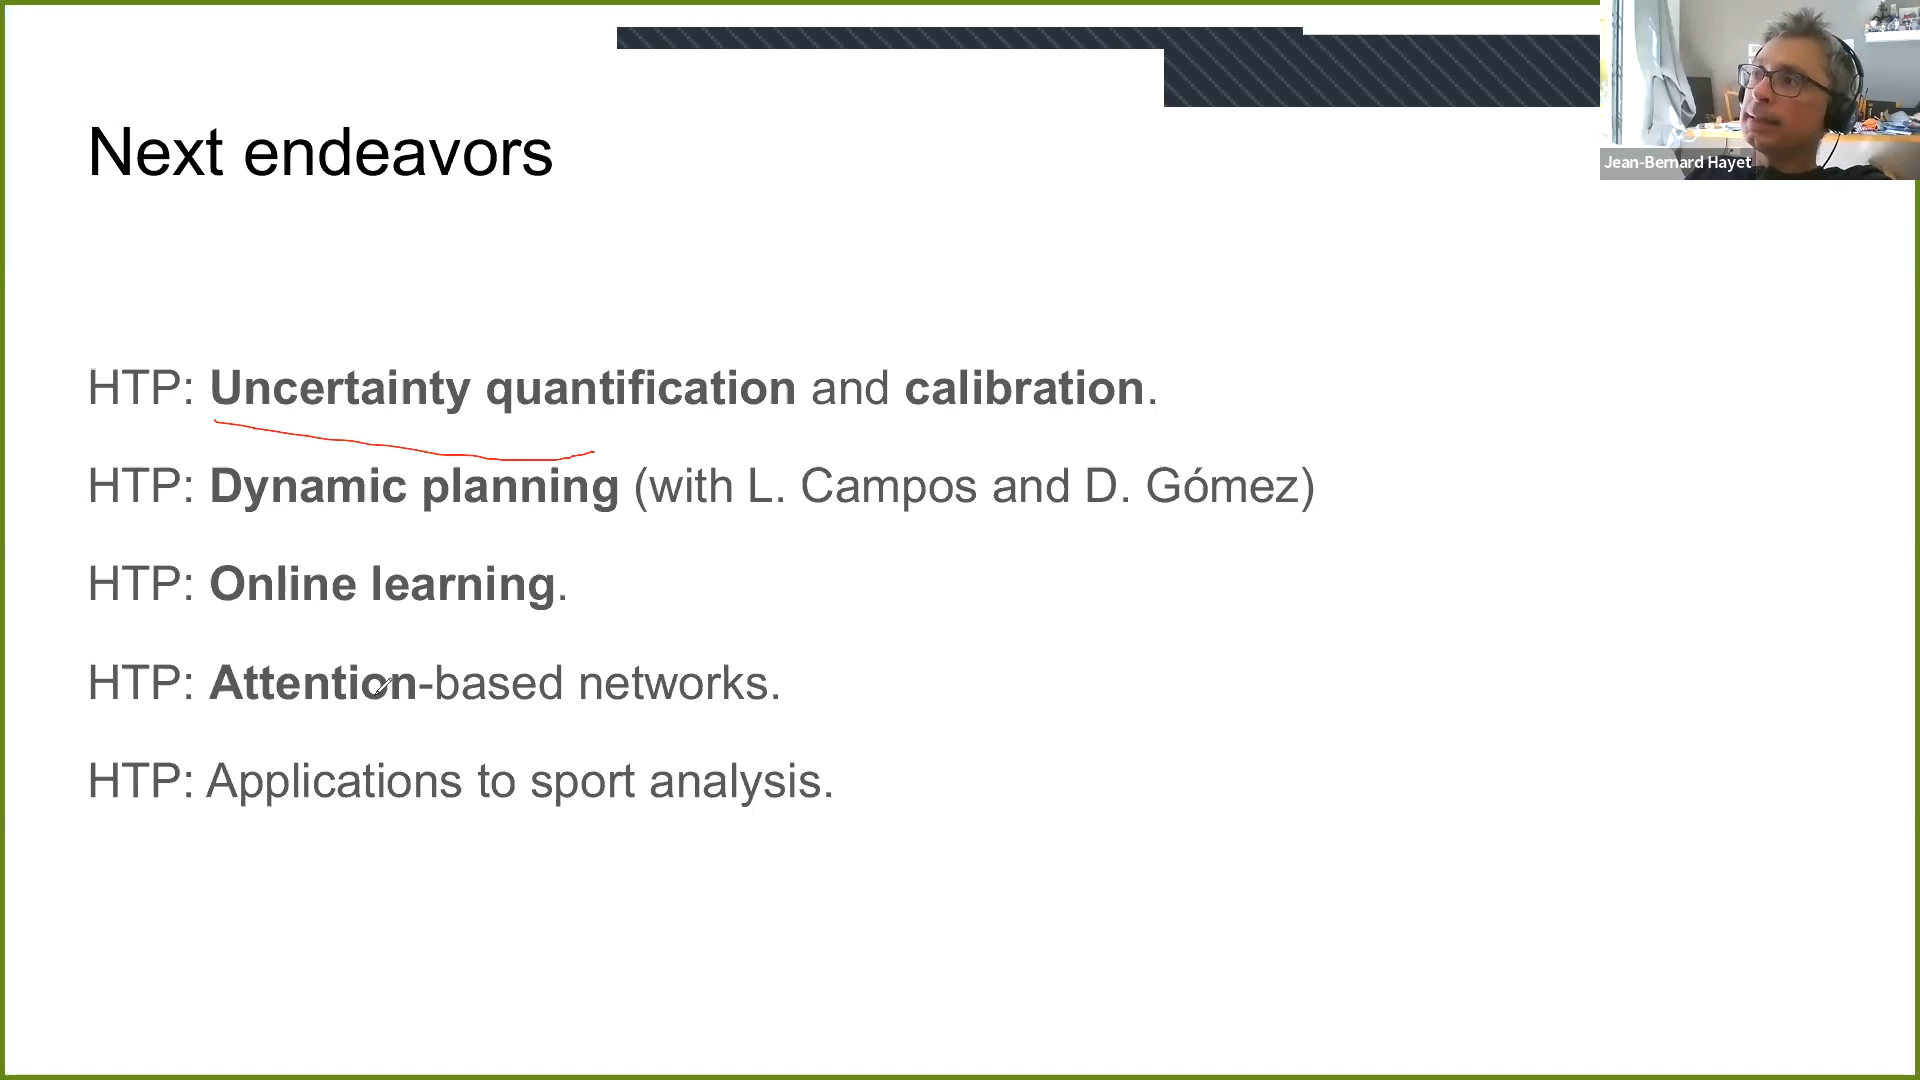 Jean-Bernard Hayet
Next endeavors
HTP: Uncertainty quantification and calibration.
HTP: Dynamic planning (with L. Campos and D. Gómez)
HTP: Online learning.
HTP: Attention-based networks.
HTP: Applications to sport analysis.